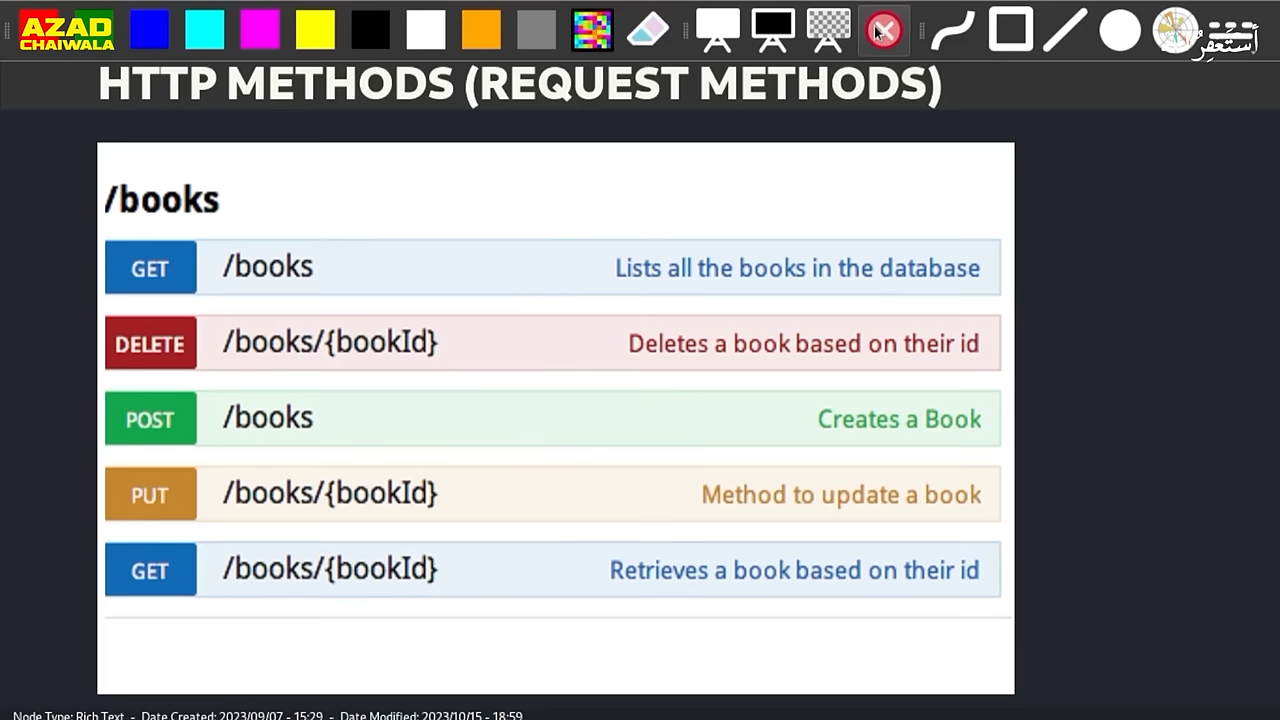 AZAD
CHAIWALA
أستغفر
HTTP METHODS (REQUEST METHODS)
/books
GET /books Lists all the books in the database
DELETE /books/{bookId} Deletes a book based on their id
POST /books Creates a Book
PUT /books/{bookId} Method to update a book
GET /books/{bookId} Retrieves a book based on their id
Node Type: Rich Text - Date Created: 2023/09/07 - 15:29 - Date Modified: 2023/10/15 - 18:59